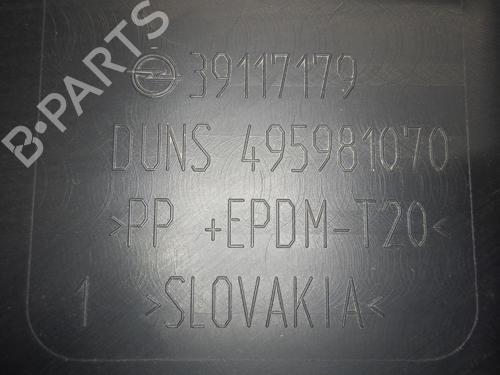 B-PARTS
39117179
DUNS 495981070
>PP +EPDM-T20<
1 >SLOVAKIA<